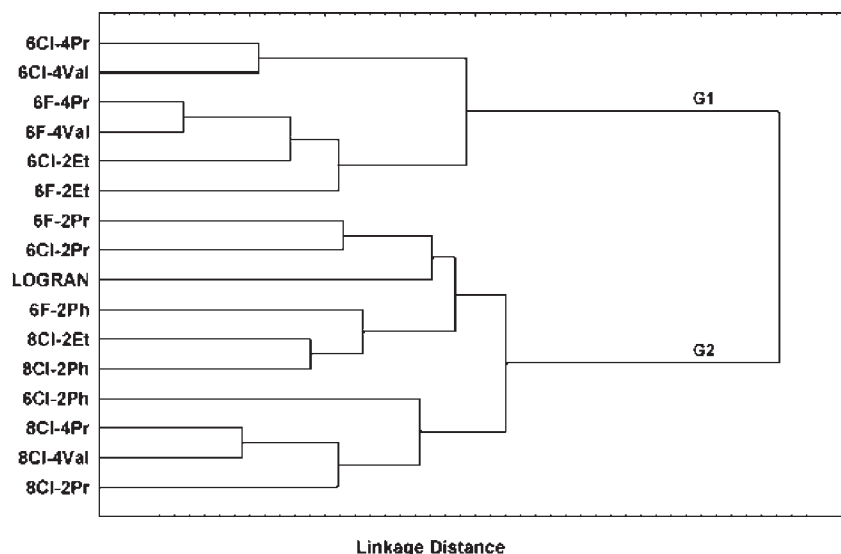 6Cl-4Pr
6Cl-4Val
6F-4Pr
G1
6F-4Val
6Cl-2Et
6F-2Et
6F-2Pr
6Cl-2Pr
LOGRAN
6F-2Ph
8Cl-2Et
G2
8Cl-2Ph
6Cl-2Ph
8Cl-4Pr
8Cl-4Val
8Cl-2Pr
Linkage Distance